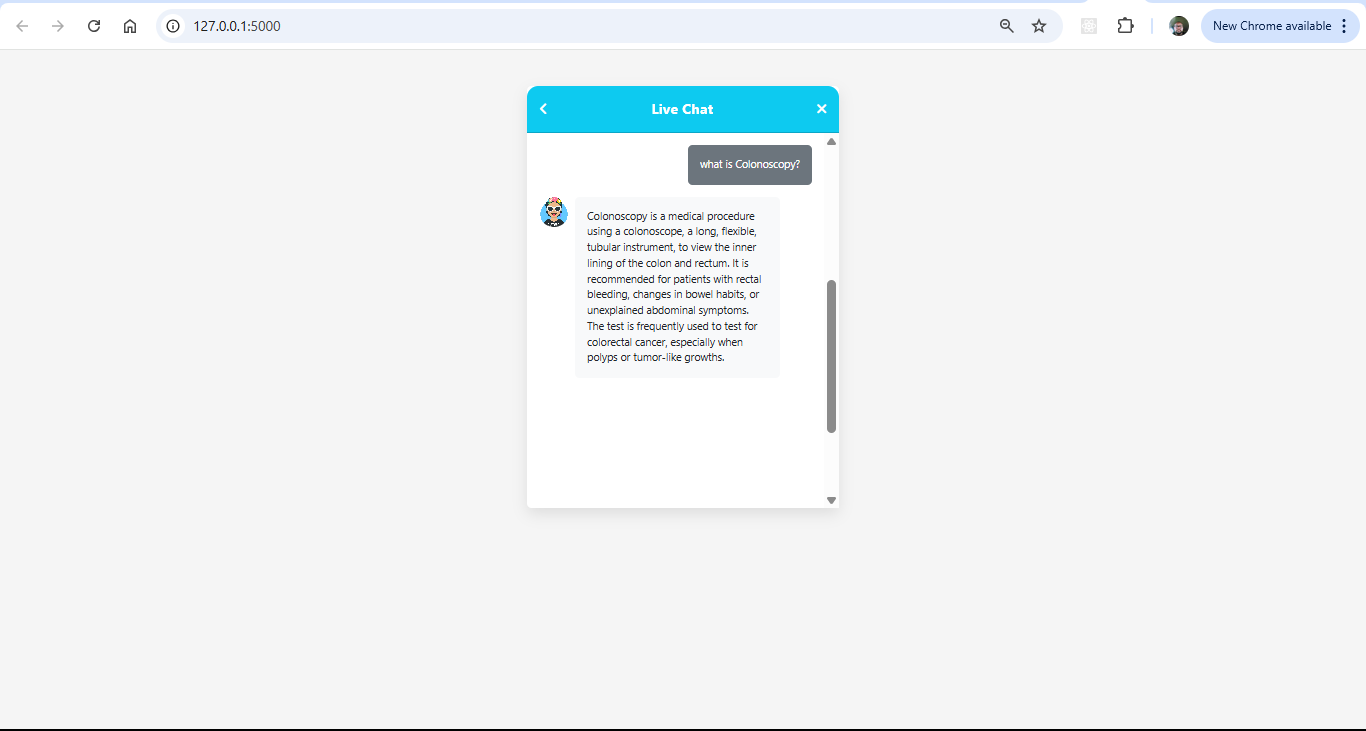 127.0.0.1:5000
New Chrome available
Live Chat
what is Colonoscopy?
Colonoscopy is a medical procedure
using a colonoscope, a long, flexible,
tubular instrument, to view the inner
lining of the colon and rectum. It is
recommended for patients with rectal
bleeding, changes in bowel habits, or
unexplained abdominal symptoms.
The test is frequently used to test for
colorectal cancer, especially when
polyps or tumor-like growths.